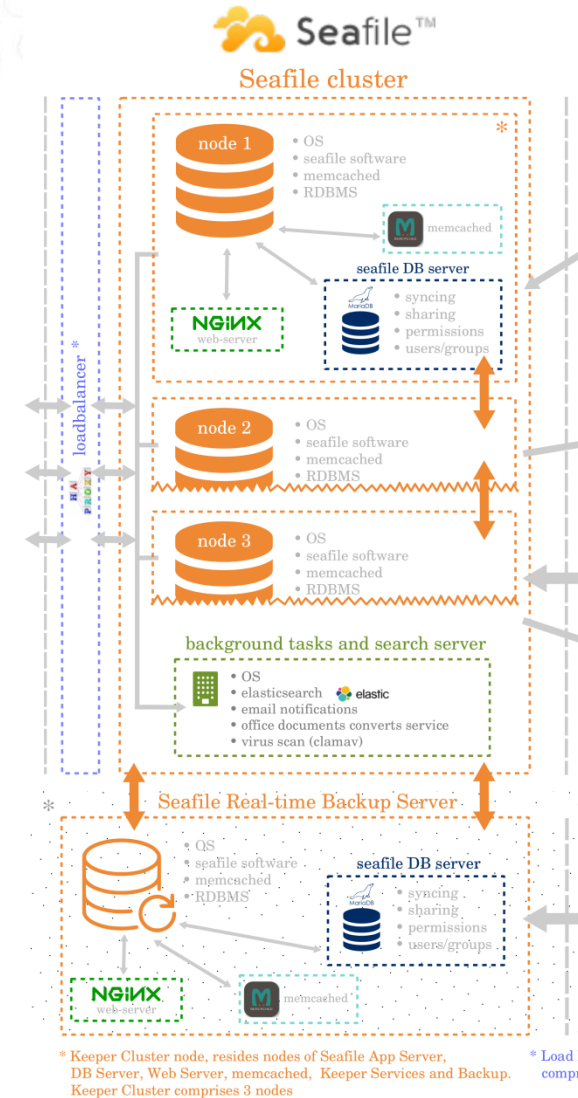 Seafile™
Seafile cluster
*
node 1
• OS
• seafile software
• memcached
• RDBMS
memcached
seafile DB server
NGiNX
web-server
MariaDB
• syncing
• sharing
• permissions
• users/groups
loadbalancer *
HA
PROXY
node 2
• OS
• seafile software
• memcached
• RDBMS
node 3
• OS
• seafile software
• memcached
• RDBMS
background tasks and search server
• OS
• elasticsearch elastic
• email notifications
• office documents converts service
• virus scan (clamav)
* Seafile Real-time Backup Server
• OS
• seafile software
• memcached
• RDBMS
seafile DB server
MariaDB
• syncing
• sharing
• permissions
• users/groups
NGiNX
web-server
memcached
* Keeper Cluster node, resides nodes of Seafile App Server,
DB Server, Web Server, memcached, Keeper Services and Backup.
Keeper Cluster comprises 3 nodes
* Load